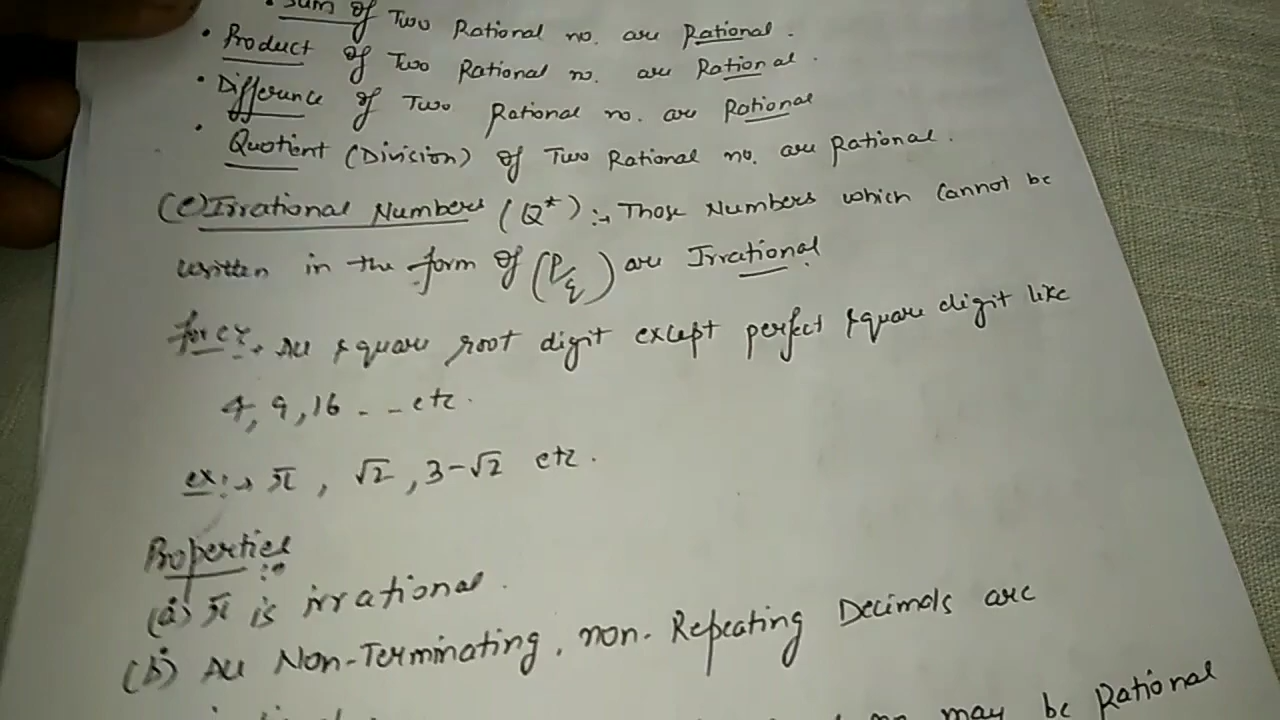 • Sum of Two Rational no. are Rational.
• Product of Two Rational no. are Rational.
• Difference of Two Rational no. are Rational
• Quotient (Division) of Two Rational no. are Rational.
(e) Irrational Numbers (Q*) :→ Those Numbers which cannot be
written in the form of (P/q) are Irrational
for ex:→ All square root digit except perfect square digit like
4, 9, 16 - - etc.
ex:→ π, √2, 3-√2 etc.
Properties :→
(a) π is irrational.
(b) All Non-Terminating, non-Repeating Decimals are
may be Rational